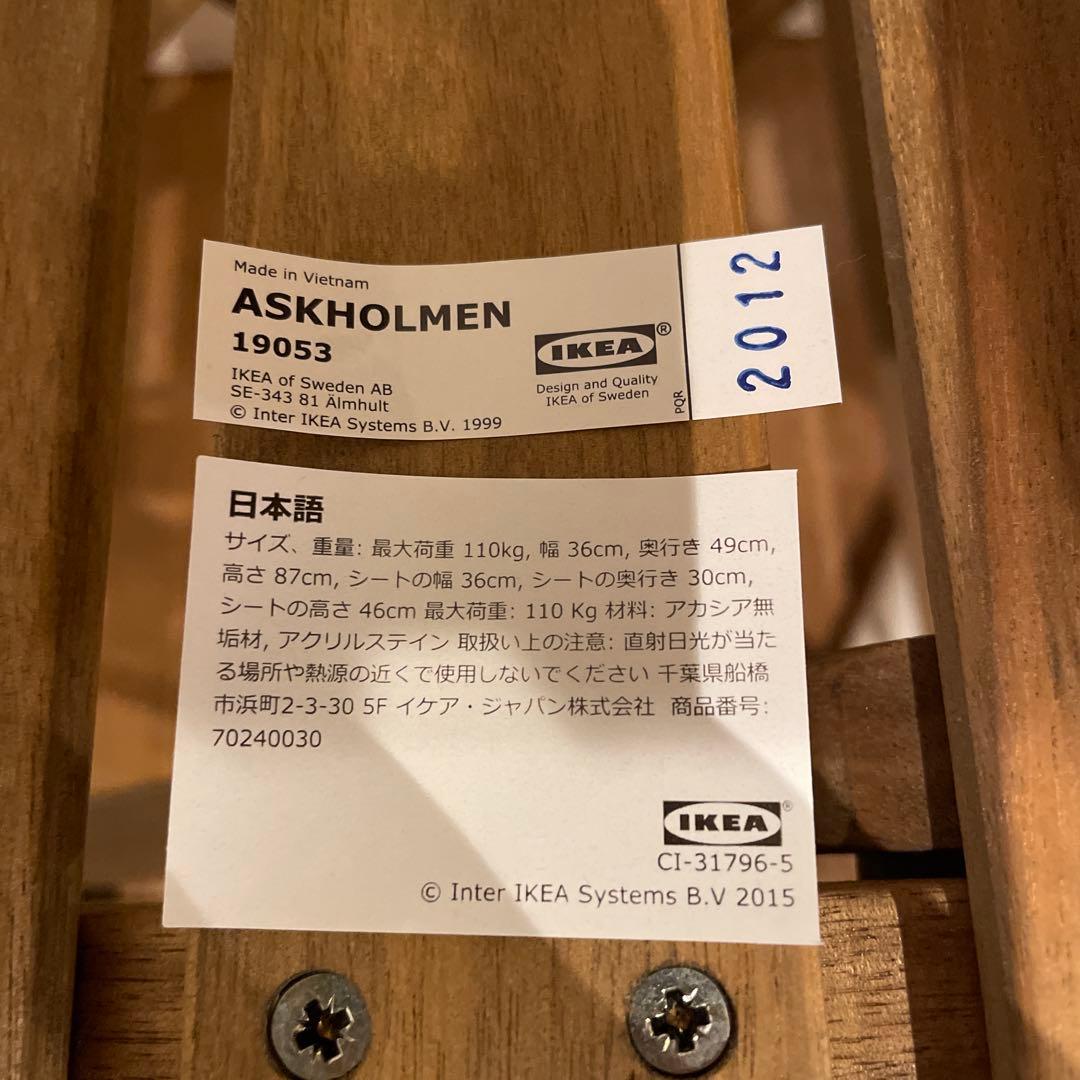 Made in Vietnam
ASKHOLMEN
19053
IKEA of Sweden AB
SE-343 81 Älmhult
© Inter IKEA Systems B.V. 1999
IKEA®
Design and Quality
IKEA of Sweden
PQR
2012
日本語
サイズ、重量: 最大荷重 110kg, 幅 36cm, 奥行き 49cm,
高さ 87cm, シートの幅 36cm, シートの奥行き 30cm,
シートの高さ 46cm 最大荷重: 110 Kg 材料: アカシア無
垢材, アクリルステイン 取扱い上の注意: 直射日光が当た
る場所や熱源の近くで使用しないでください 千葉県船橋
市浜町2-3-30 5F イケア・ジャパン株式会社 商品番号:
70240030
IKEA®
CI-31796-5
© Inter IKEA Systems B.V 2015